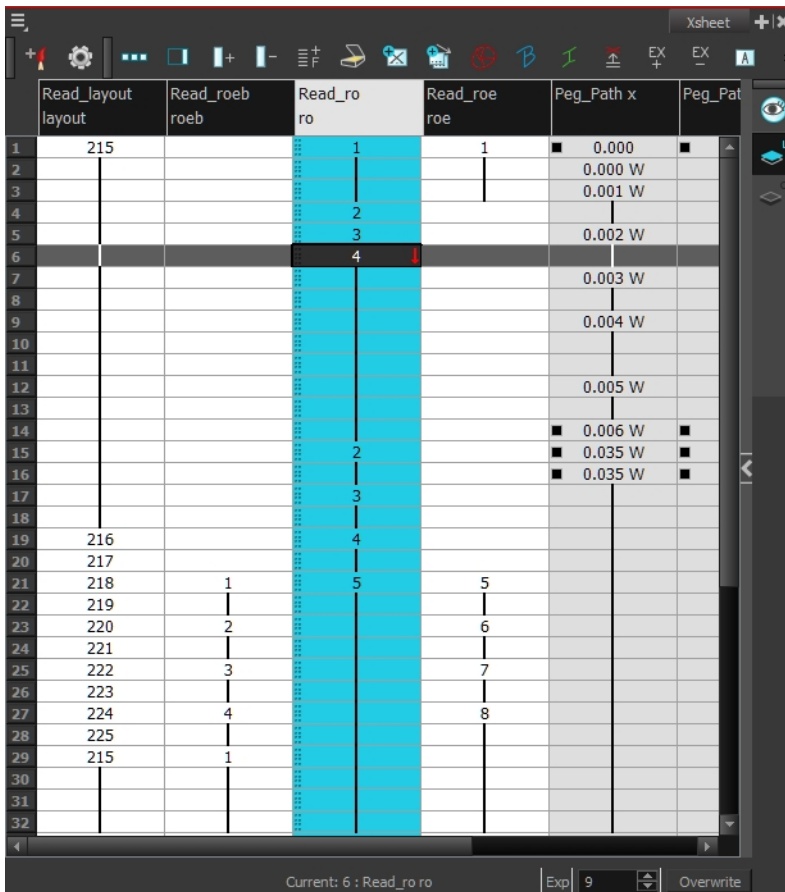 Xsheet
EX EX A
Read_layout Read_roeb Read_ro Read_roe Peg_Path x Peg_Pat
layout roeb ro roe
1 215 1 1 0.000
2 0.000 W
3 0.001 W
4 2
5 3 0.002 W
6 4
7 0.003 W
8
9 0.004 W
10
11
12 0.005 W
13
14 0.006 W
15 2 0.035 W
16 0.035 W
17 3
18
19 216 4
20 217
21 218 1 5 5
22 219
23 220 2 6
24 221
25 222 3 7
26 223
27 224 4 8
28 225
29 215 1
30
31
32
Current: 6 : Read_ro ro Exp 9 Overwrite